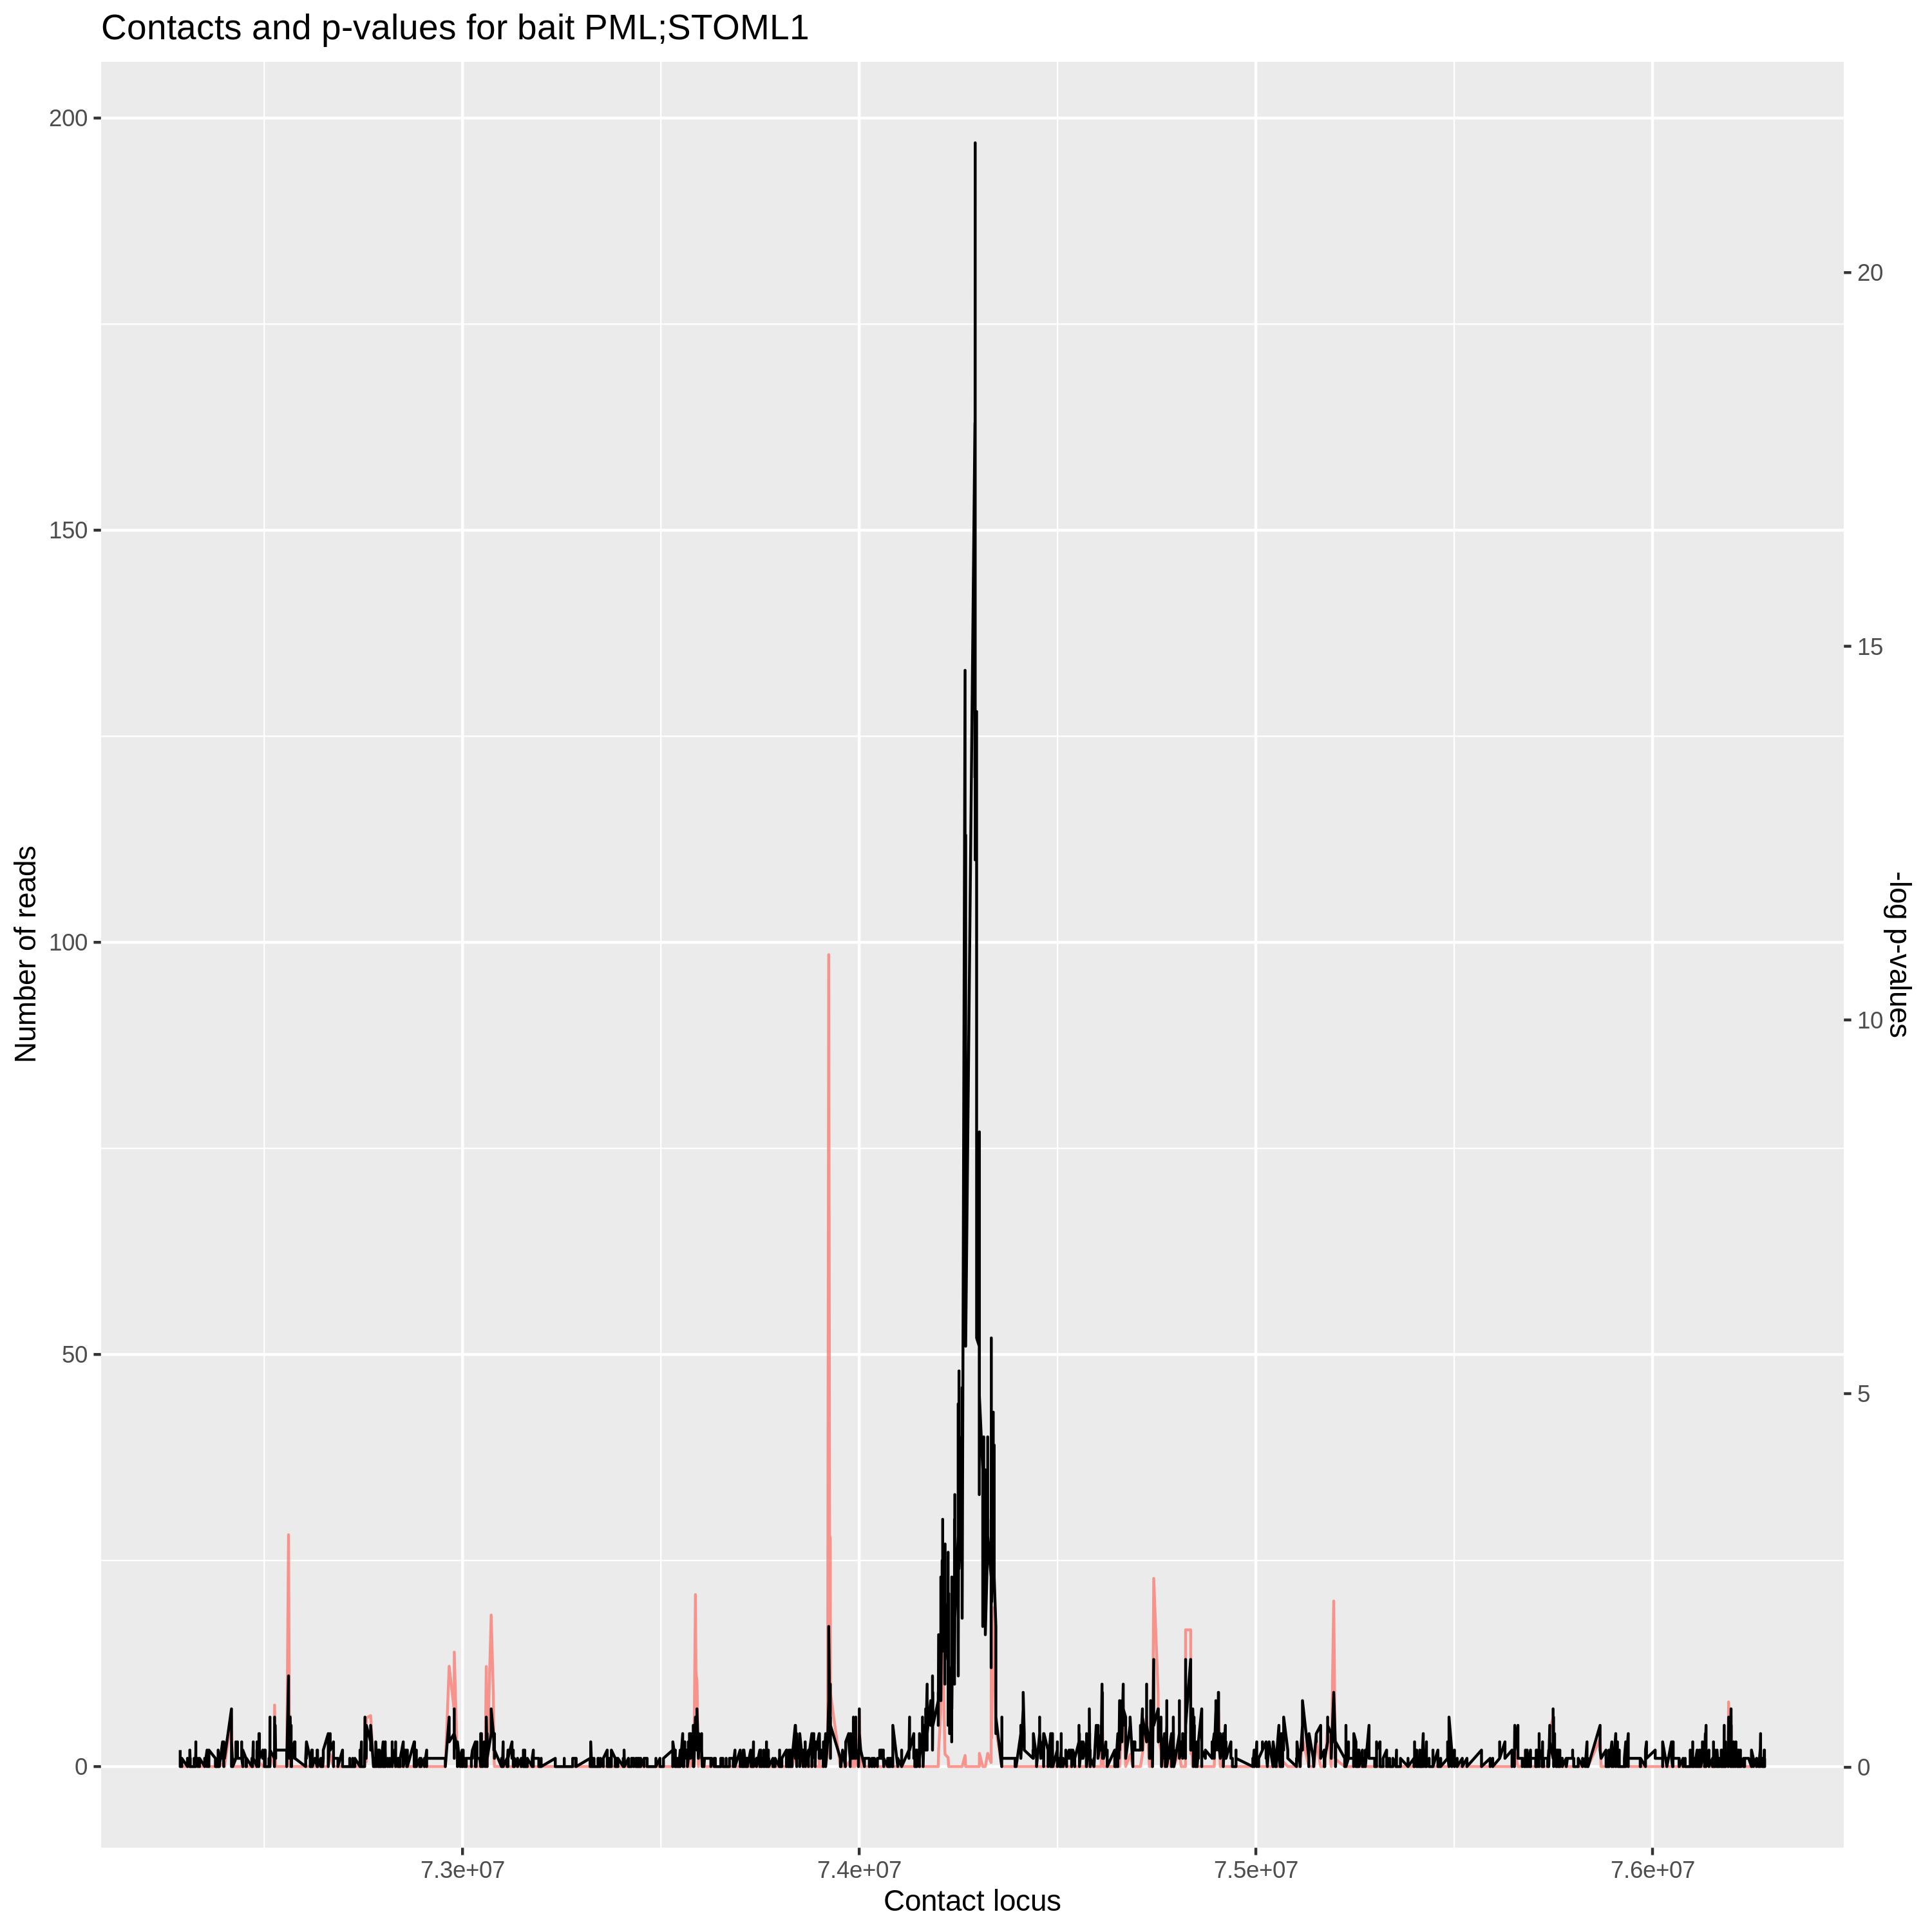 Contacts and p-values for bait PML;STOML1
200
150
100
50
0
Number of reads
20
15
10
5
0
-log p-values
7.3e+07
7.4e+07
7.5e+07
7.6e+07
Contact locus